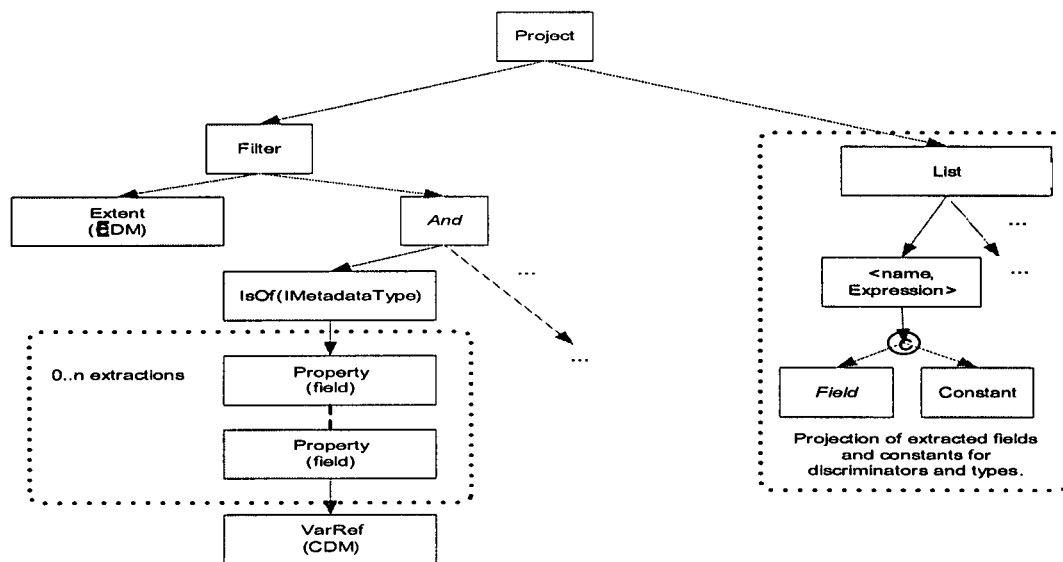 Project
Filter
List
Extent
(EDM)
And
...
...
IsOf(IMetadataType)
<name,
Expression>
...
0..n extractions
Property
(field)
C
Field
Constant
Property
(field)
Projection of extracted fields
and constants for
discriminators and types.
VarRef
(CDM)